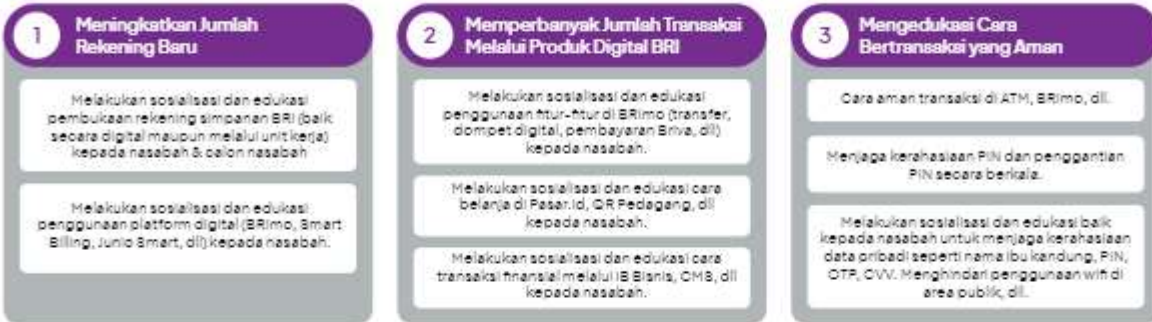 1
Meningkatkan Jumlah
Rekening Baru
Melakukan sosialisasi dan edukasi
pembukaan rekening simpanan BRI (baik
secara digital maupun melalui unit kerja)
kepada nasabah & calon nasabah
Melakukan sosialisasi dan edukasi
penggunaan platform digital (BRImo, Smart
Billing, Junio Smart, dll) kepada nasabah.
2
Memperbanyak Jumlah Transaksi
Melalui Produk Digital BRI
Melakukan sosialisasi dan edukasi
penggunaan fitur-fitur di BRImo (transfer,
dompet digital, pembayaran Briva, dll)
kepada nasabah.
Melakukan sosialisasi dan edukasi cara
belanja di Pasar.id, QR Pedagang, dll
kepada nasabah.
Melakukan sosialisasi dan edukasi cara
transaksi finansial melalui IB Bisnis, CMS, dll
kepada nasabah.
3
Mengedukasi Cara
Bertransaksi yang Aman
Cara aman transaksi di ATM, BRImo, dll.
Menjaga kerahasiaan PIN dan penggantian
PIN secara berkala.
Melakukan sosialisasi dan edukasi baik
kepada nasabah untuk menjaga kerahasiaan
data pribadi seperti nama ibu kandung, PIN,
OTP, CVV. Menghindari penggunaan wifi di
area publik, dll.